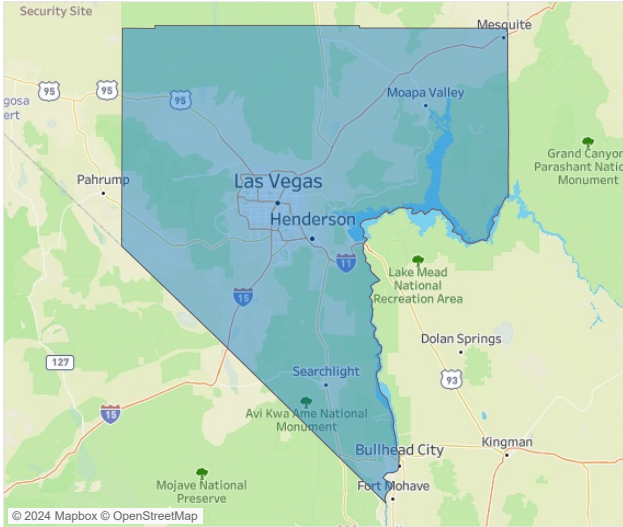 Security Site
Mesquite
95
95
95
gosa
ert
Moapa Valley
Grand Canyon
Parashant Natio
Monument
Pahrump
Las Vegas
Henderson
11
15
Lake Mead
National
Recreation Area
Dolan Springs
127
93
Searchlight
15
Avi Kwa Ame National
Monument
Bullhead City
Kingman
Mojave National
Preserve
Fort Mohave
© 2024 Mapbox © OpenStreetMap